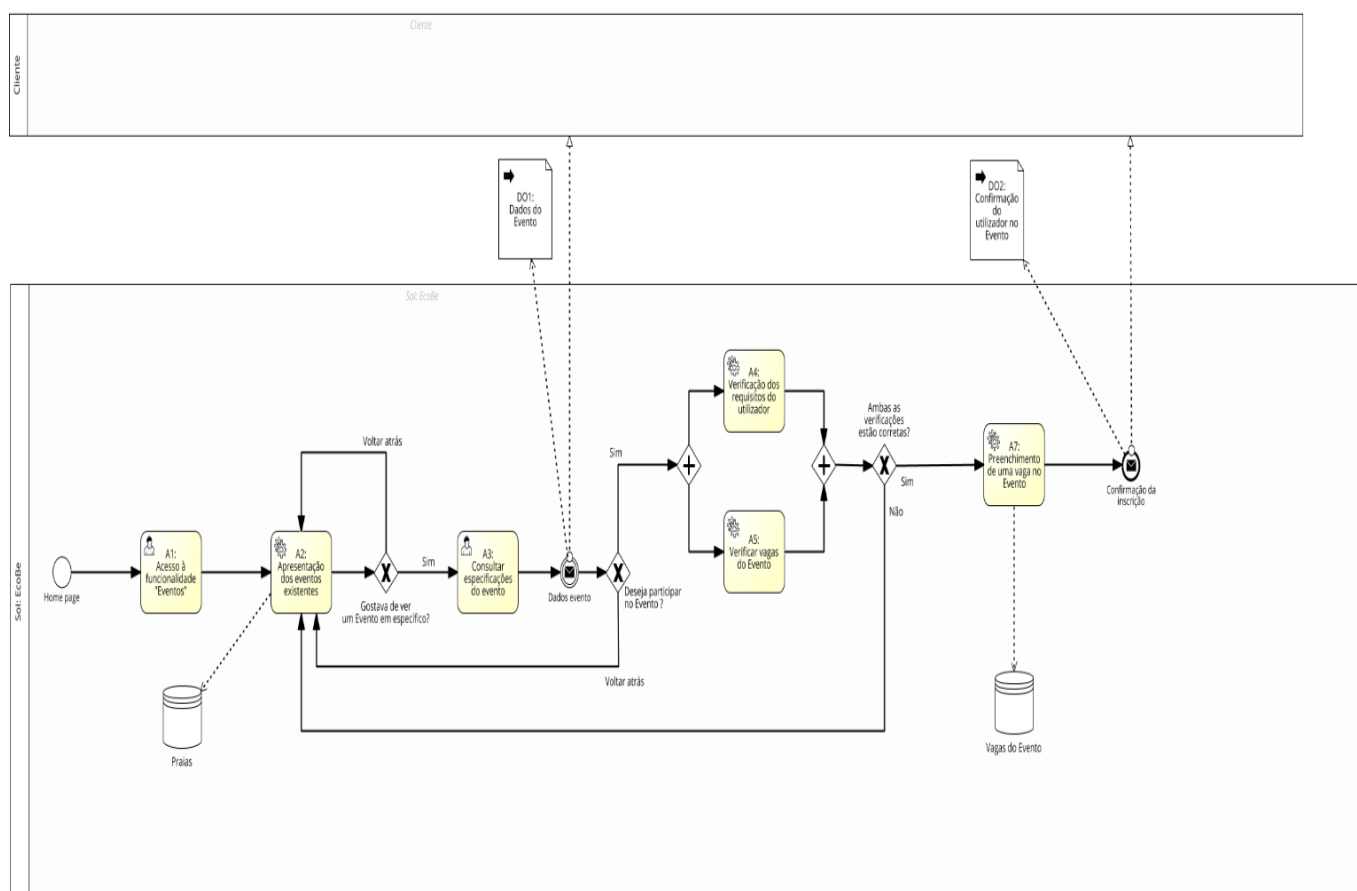 Cliente
Cliente
DO1:
Dados do
Evento
DO2:
Confirmação
do
utilizador no
Evento
Sol: EcoBe
Sol: EcoBe
Home page
A1:
Acesso à
funcionalidade
"Eventos"
A2:
Apresentação
dos eventos
existentes
Praias
Voltar atrás
Gostava de ver
um Evento em específico?
Sim
A3:
Consultar
especificações
do evento
Dados evento
Deseja participar
no Evento ?
Voltar atrás
Sim
A4:
Verificação dos
requisitos do
utilizador
A5:
Verificar vagas
do Evento
Ambas as
verificações
estão corretas?
Sim
Não
A7:
Preenchimento
de uma vaga no
Evento
Vagas do Evento
Confirmação da
inscrição